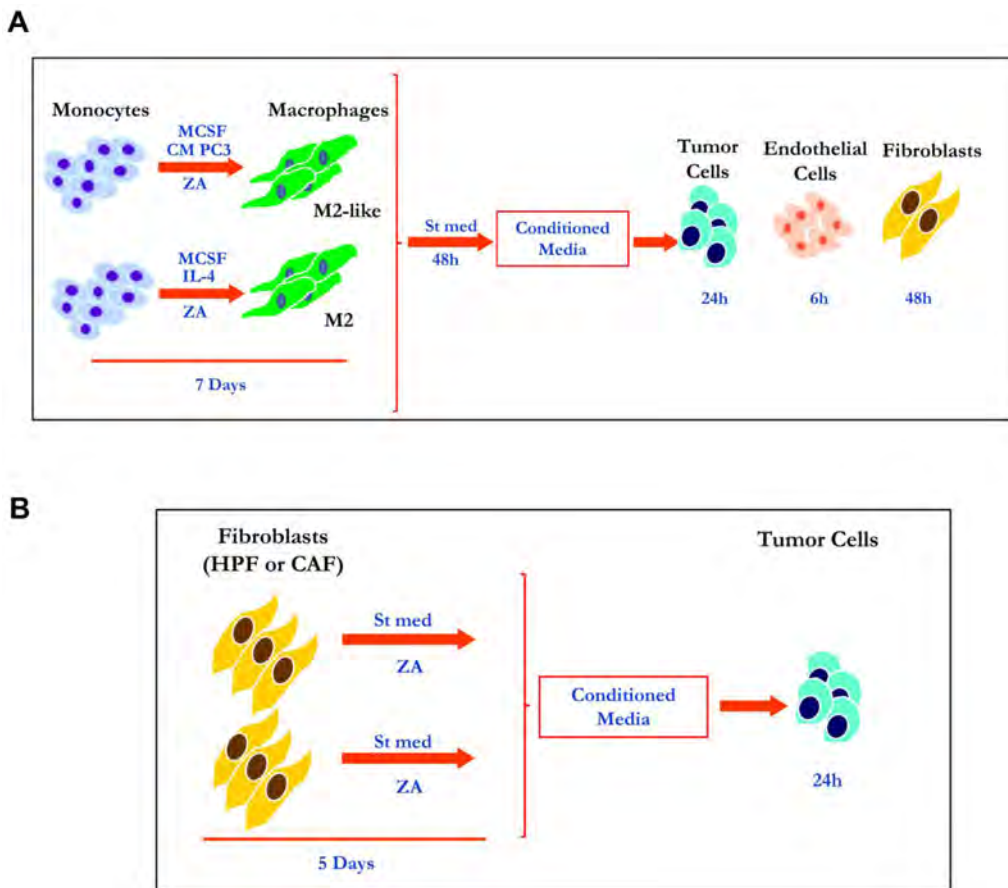 A
Monocytes
MCSF
CM PC3
ZA
Macrophages
M2-like
MCSF
IL-4
ZA
M2
7 Days
St med
48h
Conditioned
Media
Tumor
Cells
24h
Endothelial
Cells
6h
Fibroblasts
48h
B
Fibroblasts
(HPF or CAF)
St med
ZA
St med
ZA
5 Days
Conditioned
Media
Tumor Cells
24h